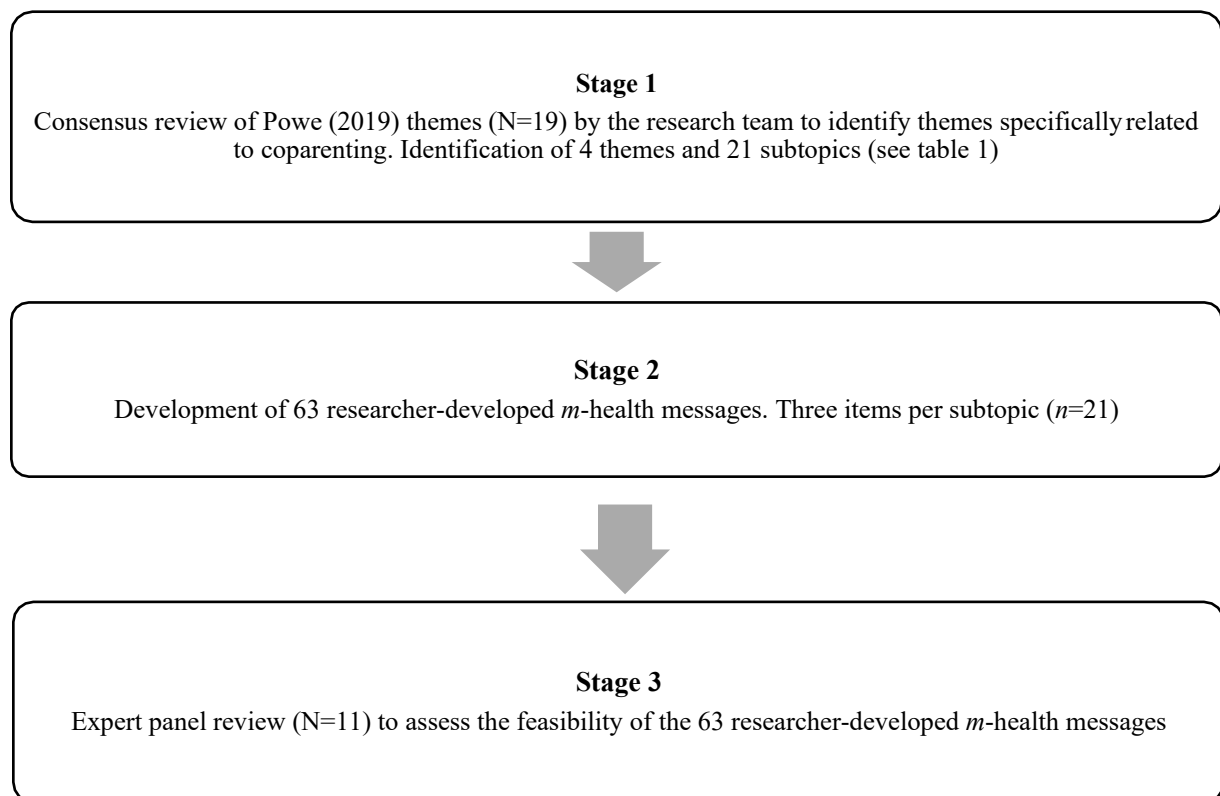 Stage 1
Consensus review of Powe (2019) themes (N=19) by the research team to identify themes specifically related
to coparenting. Identification of 4 themes and 21 subtopics (see table 1)
Stage 2
Development of 63 researcher-developed m-health messages. Three items per subtopic (n=21)
Stage 3
Expert panel review (N=11) to assess the feasibility of the 63 researcher-developed m-health messages